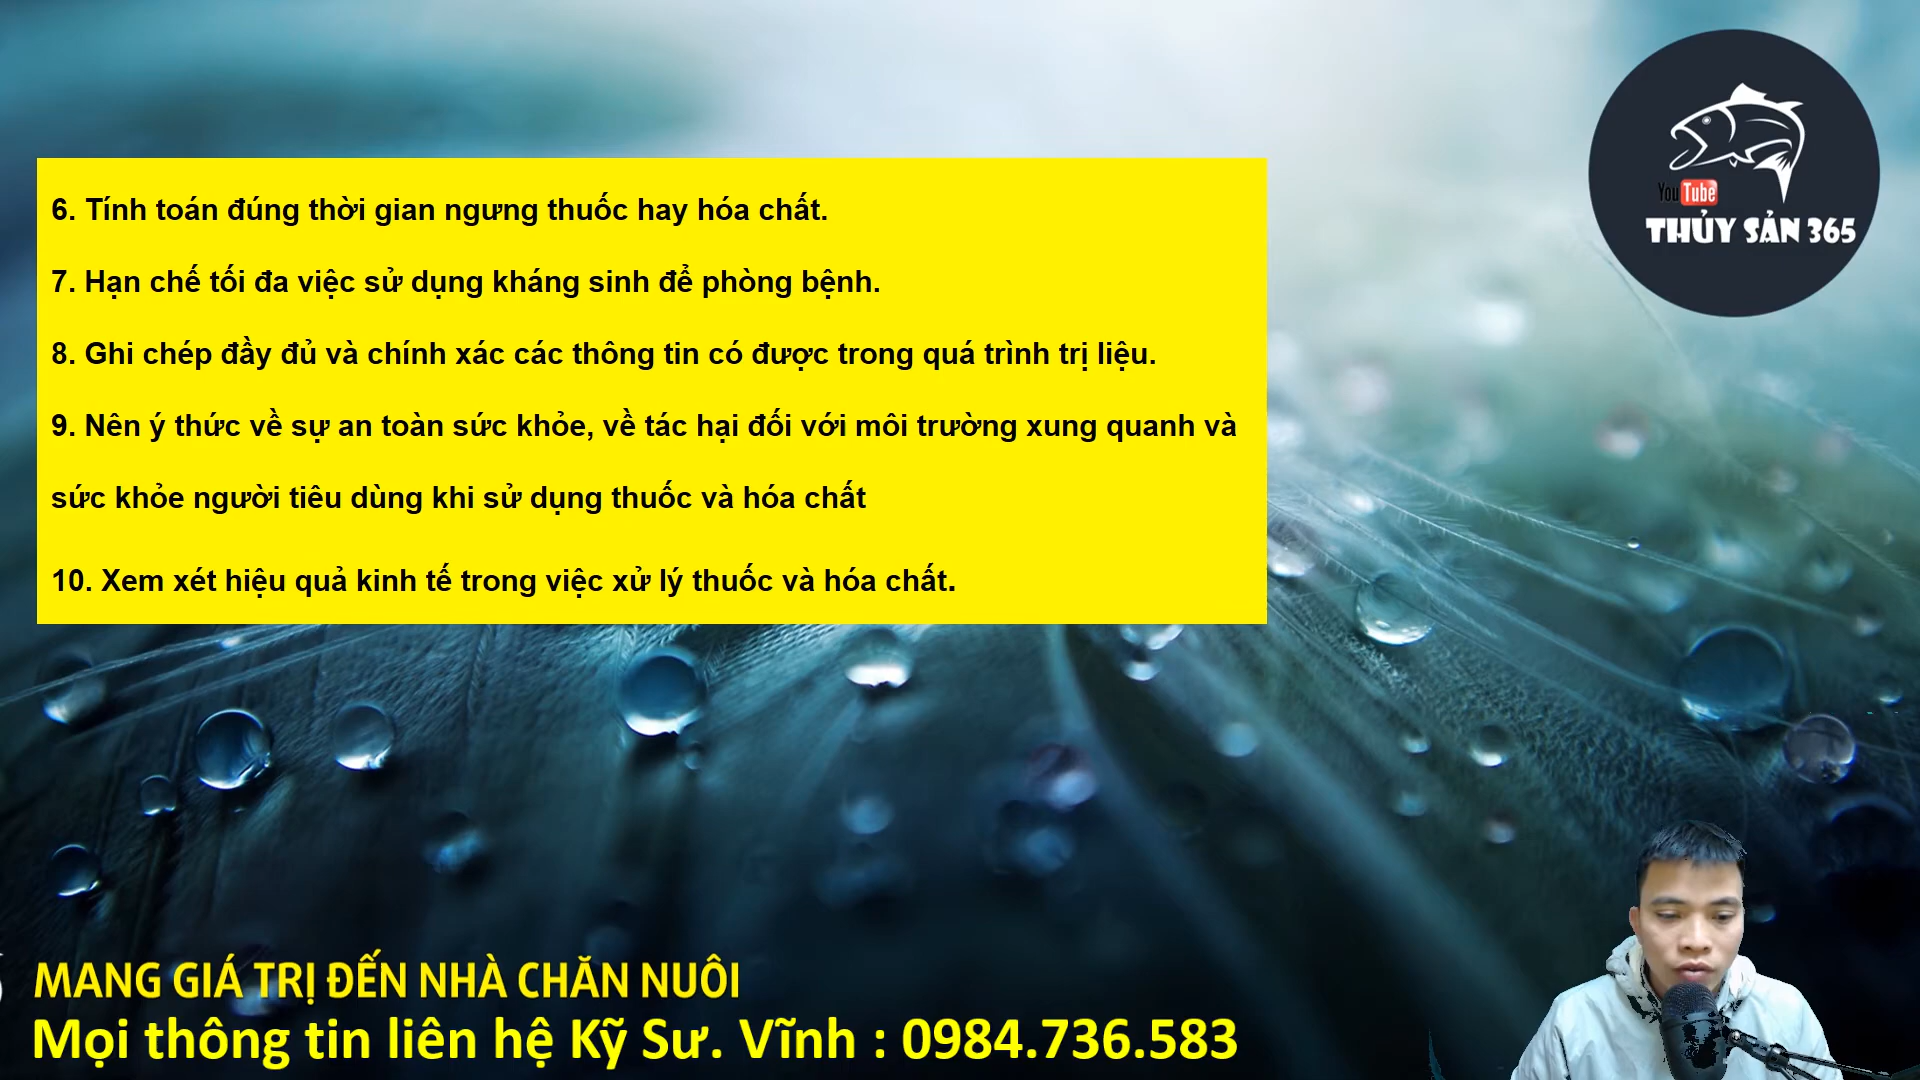 YouTube
THỦY SẢN 365
6. Tính toán đúng thời gian ngưng thuốc hay hóa chất.
7. Hạn chế tối đa việc sử dụng kháng sinh để phòng bệnh.
8. Ghi chép đầy đủ và chính xác các thông tin có được trong quá trình trị liệu.
9. Nên ý thức về sự an toàn sức khỏe, về tác hại đối với môi trường xung quanh và
sức khỏe người tiêu dùng khi sử dụng thuốc và hóa chất
10. Xem xét hiệu quả kinh tế trong việc xử lý thuốc và hóa chất.
MANG GIÁ TRỊ ĐẾN NHÀ CHĂN NUÔI
Mọi thông tin liên hệ Kỹ Sư. Vĩnh : 0984.736.583